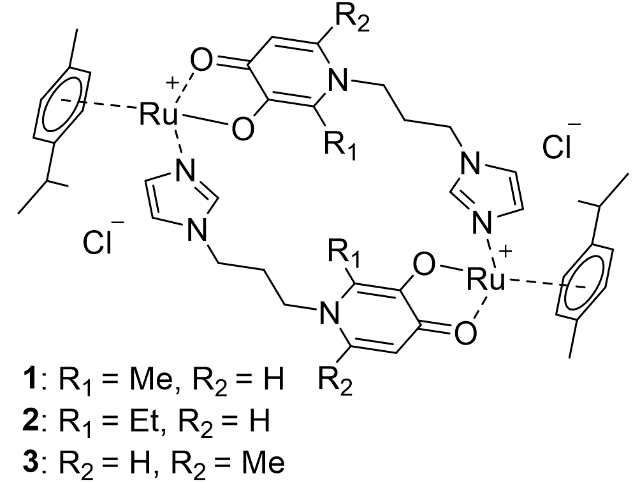 R₂
O
+
N
Ru
O
R₁
N
Cl⁻
N
N
Cl⁻
N
+
R₁
O
Ru
N
O
R₂
1: R₁ = Me, R₂ = H
2: R₁ = Et, R₂ = H
3: R₂ = H, R₂ = Me